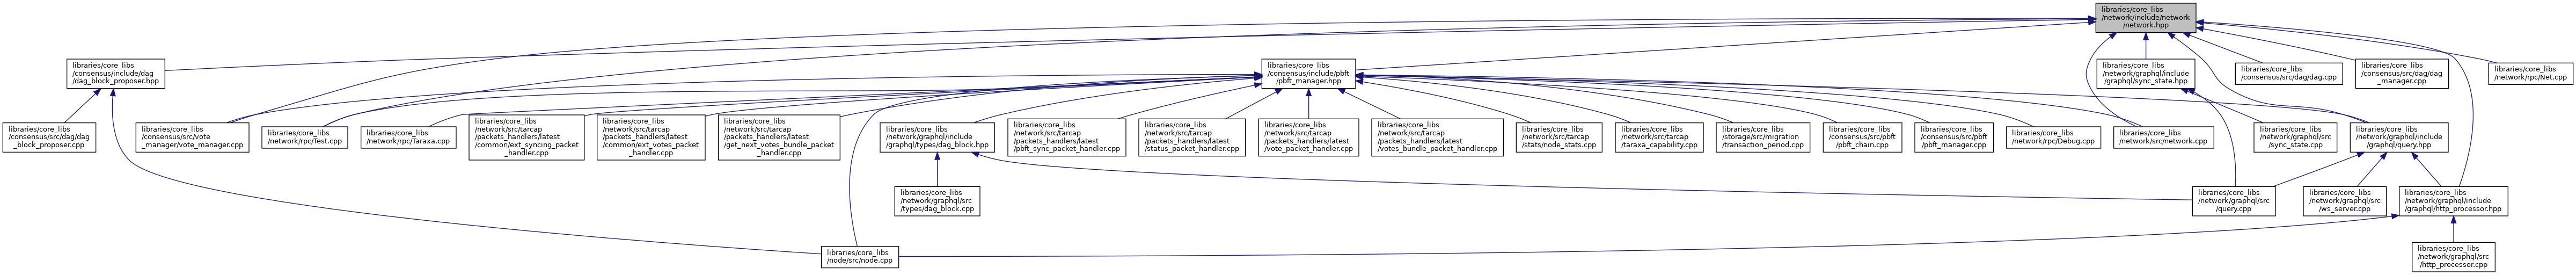 libraries/core_libs
/network/include/network
/network.hpp
libraries/core_libs
/consensus/include/dag
/dag_block_proposer.hpp
libraries/core_libs
/consensus/include/pbft
/pbft_manager.hpp
libraries/core_libs
/network/graphql/include
/graphql/sync_state.hpp
libraries/core_libs
/consensus/src/dag/dag.cpp
libraries/core_libs
/consensus/src/dag/dag
_manager.cpp
libraries/core_libs
/network/rpc/Net.cpp
libraries/core_libs
/consensus/src/dag/dag
_block_proposer.cpp
libraries/core_libs
/consensus/src/vote
_manager/vote_manager.cpp
libraries/core_libs
/network/rpc/Test.cpp
libraries/core_libs
/network/rpc/Taraxa.cpp
libraries/core_libs
/network/src/tarcap
/packets_handlers/latest
/common/ext_syncing_packet
_handler.cpp
libraries/core_libs
/network/src/tarcap
/packets_handlers/latest
/common/ext_votes_packet
_handler.cpp
libraries/core_libs
/network/src/tarcap
/packets_handlers/latest
/get_next_votes_bundle_packet
_handler.cpp
libraries/core_libs
/network/graphql/include
/graphql/types/dag_block.hpp
libraries/core_libs
/network/src/tarcap
/packets_handlers/latest
/pbft_sync_packet_handler.cpp
libraries/core_libs
/network/src/tarcap
/packets_handlers/latest
/status_packet_handler.cpp
libraries/core_libs
/network/src/tarcap
/packets_handlers/latest
/vote_packet_handler.cpp
libraries/core_libs
/network/src/tarcap
/packets_handlers/latest
/votes_bundle_packet_handler.cpp
libraries/core_libs
/network/src/tarcap
/stats/node_stats.cpp
libraries/core_libs
/network/src/tarcap
/taraxa_capability.cpp
libraries/core_libs
/storage/src/migration
/transaction_period.cpp
libraries/core_libs
/consensus/src/pbft
/pbft_chain.cpp
libraries/core_libs
/consensus/src/pbft
/pbft_manager.cpp
libraries/core_libs
/network/rpc/Debug.cpp
libraries/core_libs
/network/src/network.cpp
libraries/core_libs
/network/graphql/src
/sync_state.cpp
libraries/core_libs
/network/graphql/include
/graphql/query.hpp
libraries/core_libs
/network/graphql/src
/types/dag_block.cpp
libraries/core_libs
/network/graphql/src
/query.cpp
libraries/core_libs
/network/graphql/src
/ws_server.cpp
libraries/core_libs
/network/graphql/include
/graphql/http_processor.hpp
libraries/core_libs
/node/src/node.cpp
libraries/core_libs
/network/graphql/src
/http_processor.cpp